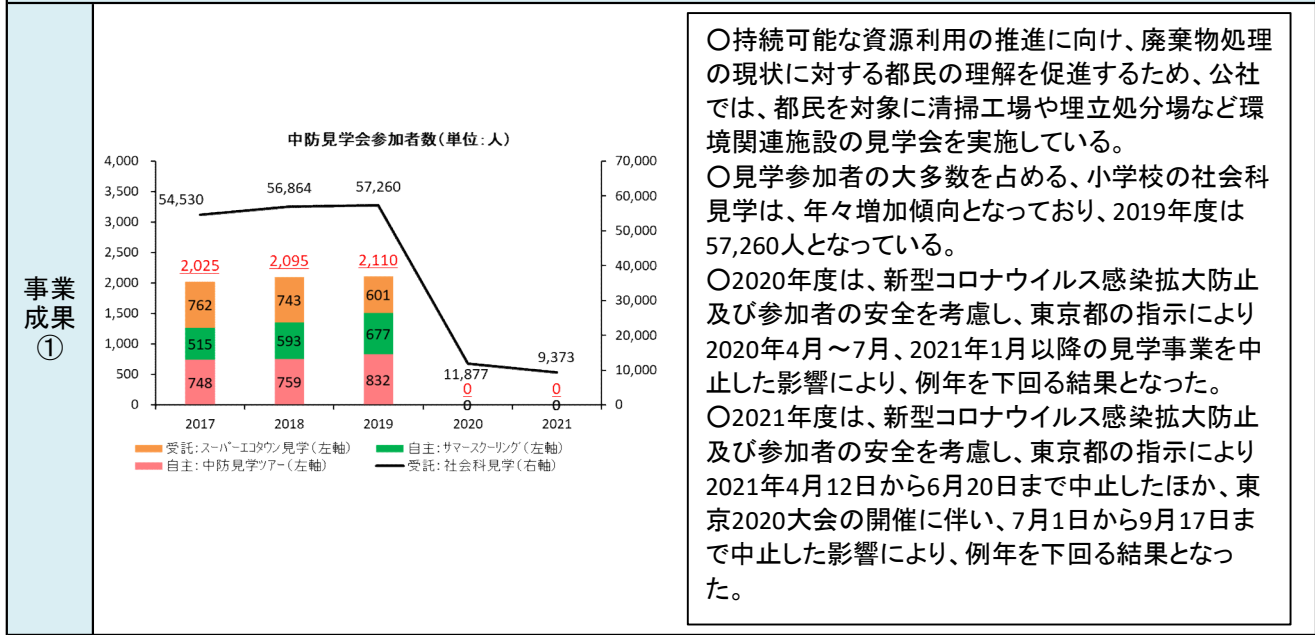 事業
成果
①
中防見学会参加者数(単位:人)
4,000
3,500
3,000
2,500
2,000
1,500
1,000
500
0
70,000
60,000
50,000
40,000
30,000
20,000
10,000
0
54,530
56,864
57,260
11,877
9,373
2,025
2,095
2,110
0
0
762
743
601
0
0
515
593
677
748
759
832
2017
2018
2019
2020
2021
受託:スーパーエコタウン見学(左軸)
自主:サマースクーリング(左軸)
自主:中防見学ツアー(左軸)
受託:社会科見学(右軸)
〇持続可能な資源利用の推進に向け、廃棄物処理
の現状に対する都民の理解を促進するため、公社
では、都民を対象に清掃工場や埋立処分場など環
境関連施設の見学会を実施している。
〇見学参加者の大多数を占める、小学校の社会科
見学は、年々増加傾向となっており、2019年度は
57,260人となっている。
〇2020年度は、新型コロナウイルス感染拡大防止
及び参加者の安全を考慮し、東京都の指示により
2020年4月～7月、2021年1月以降の見学事業を中
止した影響により、例年を下回る結果となった。
〇2021年度は、新型コロナウイルス感染拡大防止
及び参加者の安全を考慮し、東京都の指示により
2021年4月12日から6月20日まで中止したほか、東
京2020大会の開催に伴い、7月1日から9月17日ま
で中止した影響により、例年を下回る結果となっ
た。